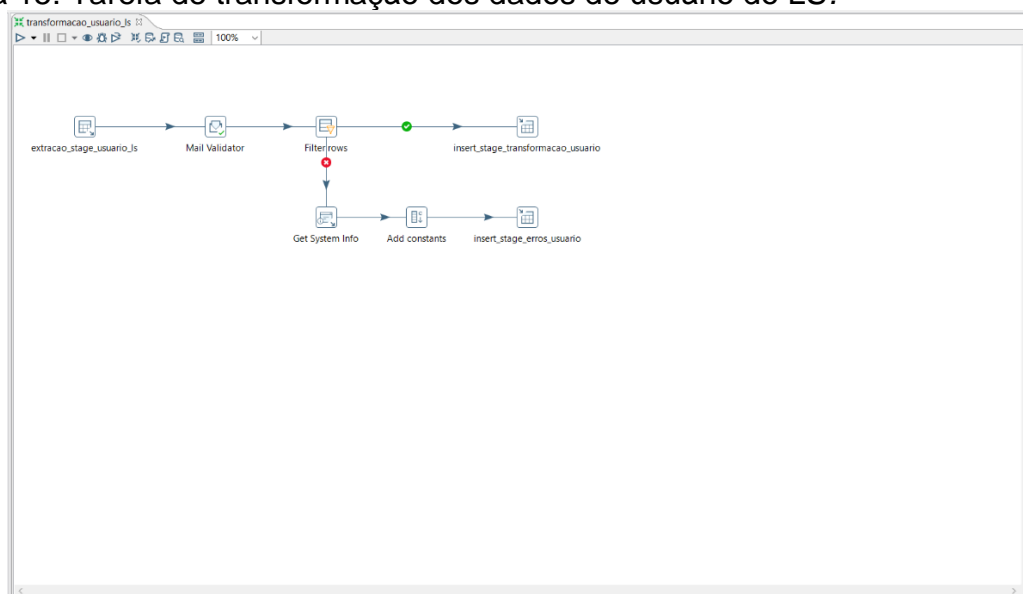 a 15: Tarefa de transformação dos dados de usuário do LS.
transformacao_usuario_ls
100%
extracao_stage_usuario_ls Mail Validator Filter rows insert_stage_transformacao_usuario
Get System Info Add constants insert_stage_erros_usuario